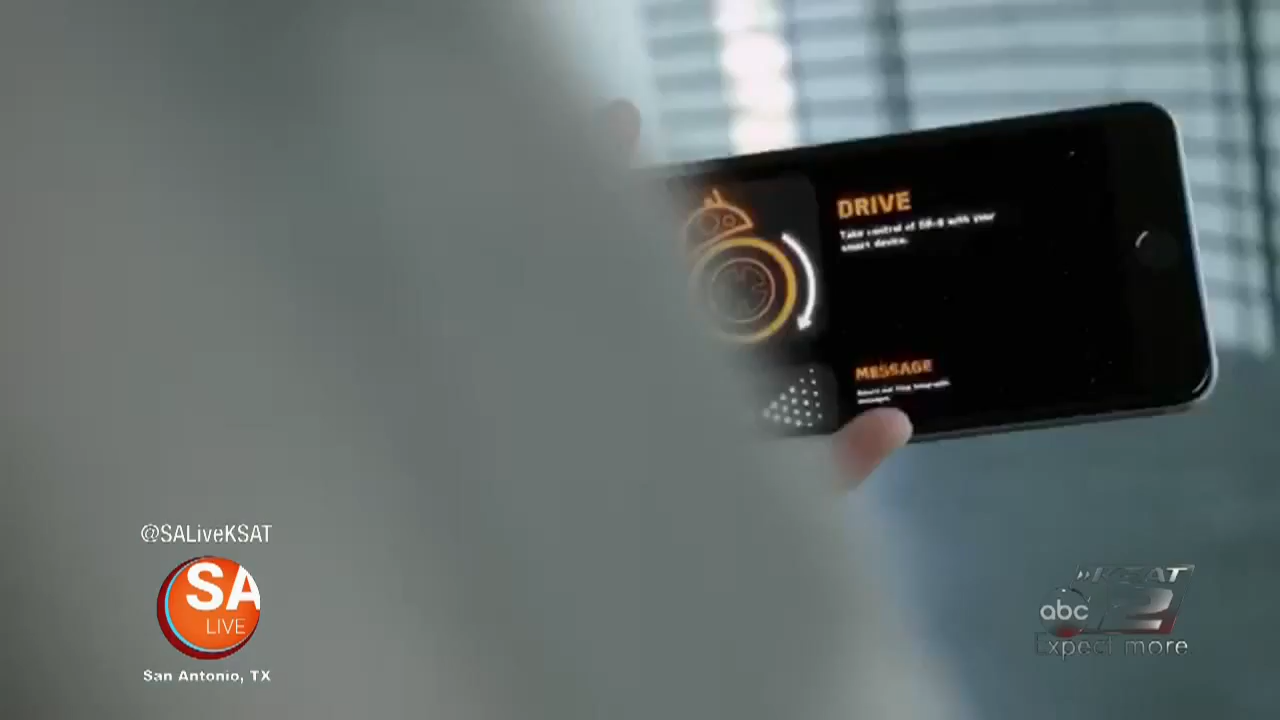 DRIVE
Take control of BB-8 with your
smart device.
MESSAGE
@SALiveKSAT
SA
LIVE
San Antonio, TX
KSAT
abc 12
Expect more